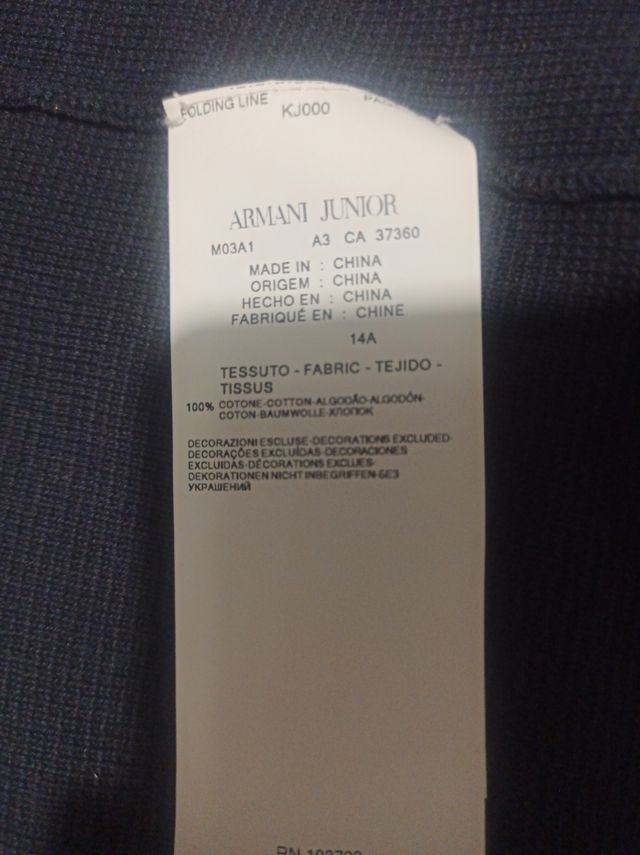 FOLDING LINE KJ000
ARMANI JUNIOR
M03A1 A3 CA 37360
MADE IN : CHINA
ORIGEM : CHINA
HECHO EN : CHINA
FABRIQUÉ EN : CHINE
14A
TESSUTO - FABRIC - TEJIDO -
TISSUS
100% COTONE-COTTON-ALGODÃO-ALGODÓN-
COTON-BAUMWOLLE-ХЛОПОК
DECORAZIONI ESCLUSE-DECORATIONS EXCLUDED-
DECORAÇÕES EXCLUÍDAS-DECORACIONES
EXCLUIDAS-DÉCORATIONS EXCLUES-
DEKORATIONEN NICHT INBEGRIFFEN-БЕЗ
УКРАШЕНИЙ
RN